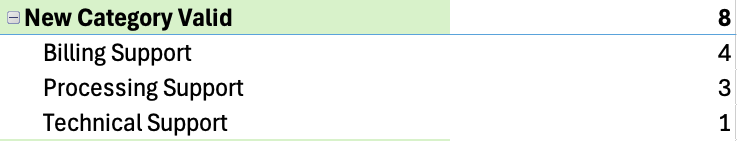 New Category Valid 8
Billing Support 4
Processing Support 3
Technical Support 1